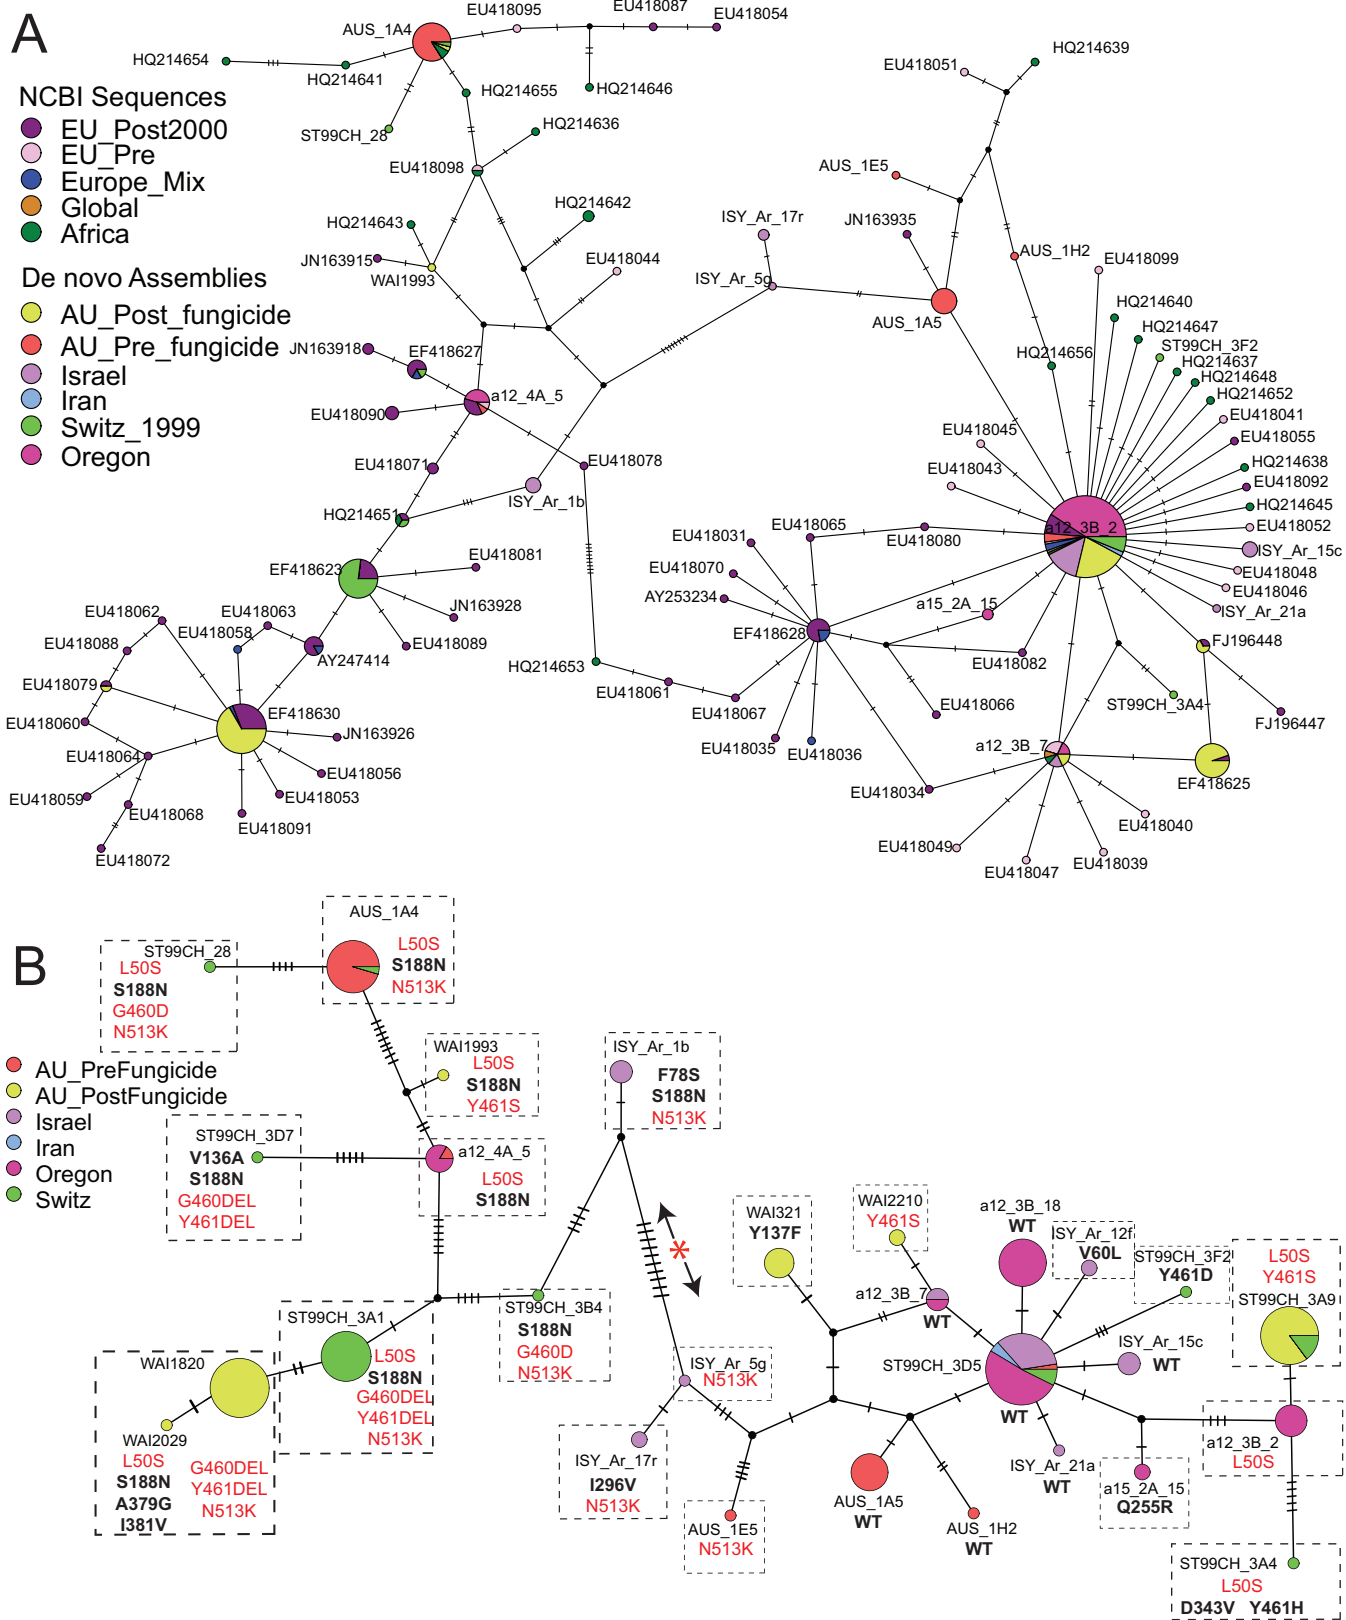 A
NCBI Sequences
EU_Post2000
EU_Pre
Europe_Mix
Global
Africa
De novo Assemblies
AU_Post_fungicide
AU_Pre_fungicide
Israel
Iran
Switz_1999
Oregon
AUS_1A4
EU418095
EU418087
EU418054
HQ214654
HQ214641
HQ214655
HQ214646
ST99CH_28
HQ214636
EU418098
HQ214642
HQ214643
JN163915
WAI1993
EU418044
ISY_Ar_17r
ISY_Ar_5g
EU418051
HQ214639
AUS_1E5
JN163935
AUS_1A5
AUS_1H2
EU418099
HQ214640
HQ214647
ST99CH_3F2
HQ214637
HQ214648
HQ214652
HQ214656
EU418041
EU418055
EU418045
EU418043
HQ214638
EU418092
HQ214645
EU418052
ISY_Ar_15c
EU418048
EU418046
ISY_Ar_21a
a12_3B_2
JN163918
EF418627
a12_4A_5
EU418090
EU418071
EU418078
ISY_Ar_1b
HQ214651
EF418623
EU418081
JN163928
EU418089
EU418062
EU418063
EU418058
EU418088
AY247414
EU418079
EF418630
EU418060
JN163926
EU418064
EU418056
EU418059
EU418053
EU418068
EU418091
EU418072
EU418031
EU418065
EU418080
EU418070
AY253234
a15_2A_15
EF418628
EU418082
HQ214653
EU418061
EU418067
EU418066
EU418035
EU418036
EU418034
FJ196448
ST99CH_3A4
FJ196447
a12_3B_7
EF418625
EU418040
EU418049
EU418047
EU418039
B
AU_PreFungicide
AU_PostFungicide
Israel
Iran
Oregon
Switz
ST99CH_28
L50S
S188N
G460D
N513K
AUS_1A4
L50S
S188N
N513K
WAI1993
L50S
S188N
Y461S
ST99CH_3D7
V136A
S188N
G460DEL
Y461DEL
a12_4A_5
L50S
S188N
ISY_Ar_1b
F78S
S188N
N513K
*
ST99CH_3A1
L50S
S188N
G460DEL
Y461DEL
N513K
ST99CH_3B4
S188N
G460D
N513K
WAI1820
WAI2029
L50S
S188N
A379G
I381V
G460DEL
Y461DEL
N513K
ISY_Ar_5g
N513K
ISY_Ar_17r
I296V
N513K
AUS_1E5
N513K
WAI321
Y137F
WAI2210
Y461S
a12_3B_7
WT
a12_3B_18
WT
ISY_Ar_12f
V60L
ST99CH_3F2
Y461D
ISY_Ar_15c
WT
ST99CH_3D5
WT
ISY_Ar_21a
WT
AUS_1A5
WT
AUS_1H2
WT
a15_2A_15
Q255R
L50S
Y461S
ST99CH_3A9
a12_3B_2
L50S
ST99CH_3A4
L50S
D343V Y461H